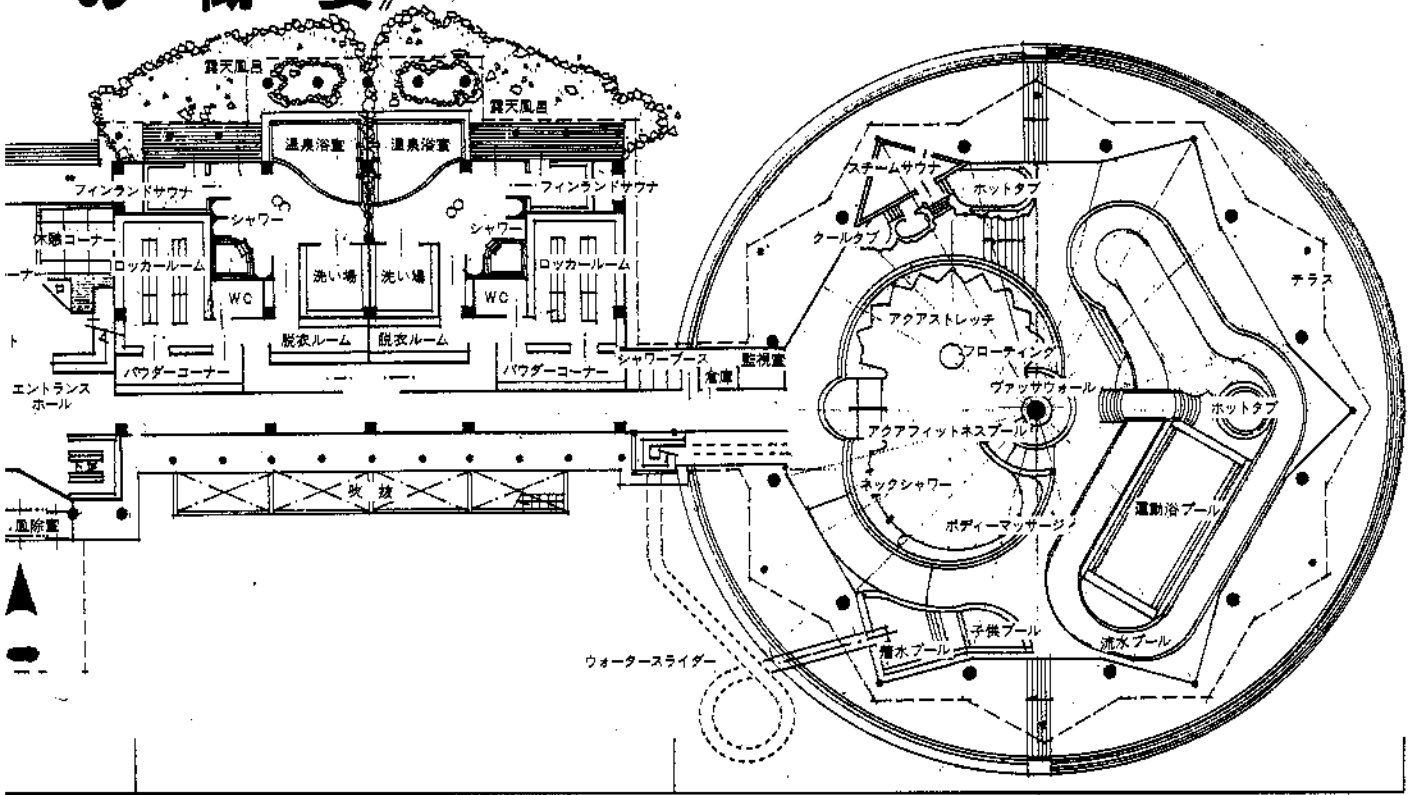 の概要》
露天風呂
露天風呂
温泉浴室
温泉浴室
フィンランドサウナ
フィンランドサウナ
シャワー
シャワー
休憩コーナー
ーナー
ロッカールーム
ロッカールーム
洗い場
洗い場
WC
WC
ト
脱衣ルーム
脱衣ルーム
パウダーコーナー
パウダーコーナー
シャワーブース
倉庫
監視室
エントランス
ホール
下足
吹抜
風除室
スチームサウナ
ホットタブ
クールタブ
テラス
アクアストレッチ
フローティング
ヴァッサウォール
ホットタブ
アクアフィットネスプール
ネックシャワー
ボディーマッサージ
運動浴プール
子供プール
着水プール
流水プール
ウォータースライダー